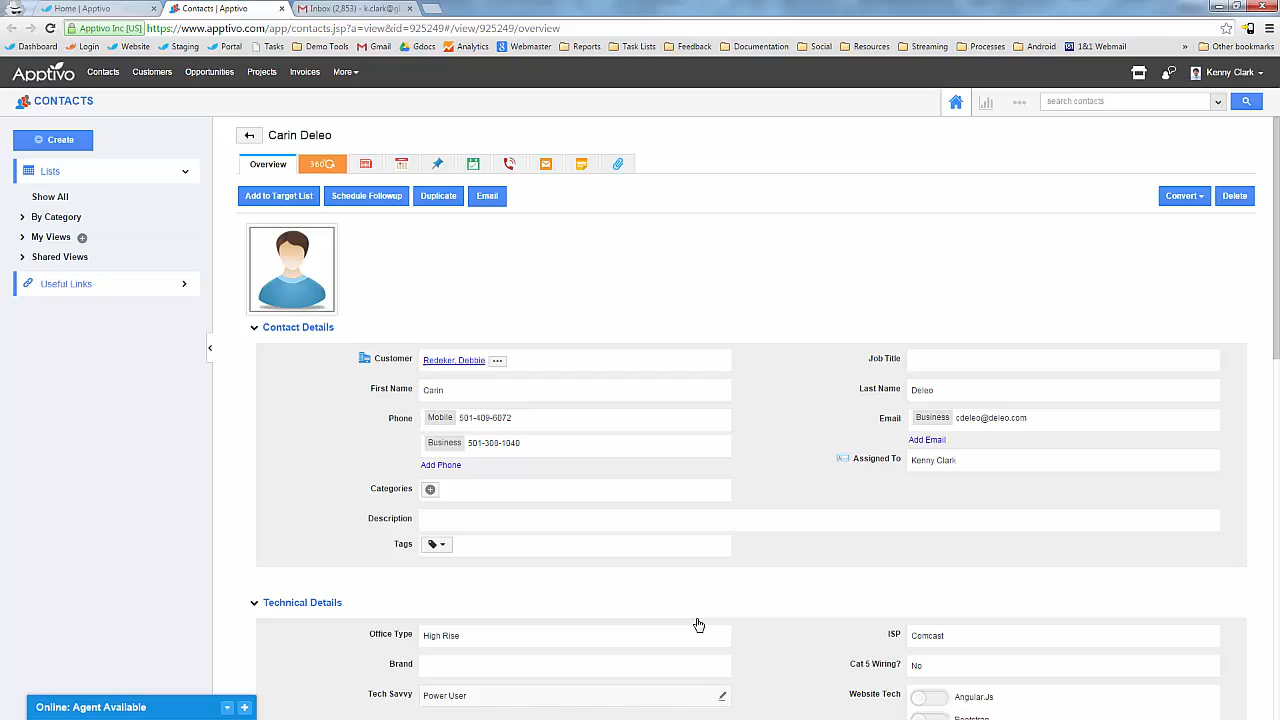 Home | Apptivo
Contacts | Apptivo
Inbox (2,853) - k.clark@gl
Apptivo Inc [US] https://www.apptivo.com/app/contacts.jsp?a=view&id=925249#/view/925249/overview
Dashboard Login Website Staging Portal Tasks Demo Tools Gmail Gdocs Analytics Webmaster Reports Task Lists Feedback Documentation Social Resources Streaming Processes Android 1&1 Webmail » Other bookmarks
Apptivo Contacts Customers Opportunities Projects Invoices More Kenny Clark
CONTACTS
search contacts
Create
Lists
Show All
By Category
My Views
Shared Views
Useful Links
Carin Deleo
Overview 360
Add to Target List Schedule Followup Duplicate Email Convert Delete
Contact Details
Customer Redeker, Debbie Job Title
First Name Carin Last Name Deleo
Phone Mobile 501-409-6072 Email Business cdeleo@deleo.com
Business 501-308-1040 Add Email
Add Phone Assigned To Kenny Clark
Categories
Description
Tags
Technical Details
Office Type High Rise ISP Comcast
Brand Cat 5 Wiring? No
Tech Savvy Power User Website Tech Angular.Js
Bootstrap
Online: Agent Available